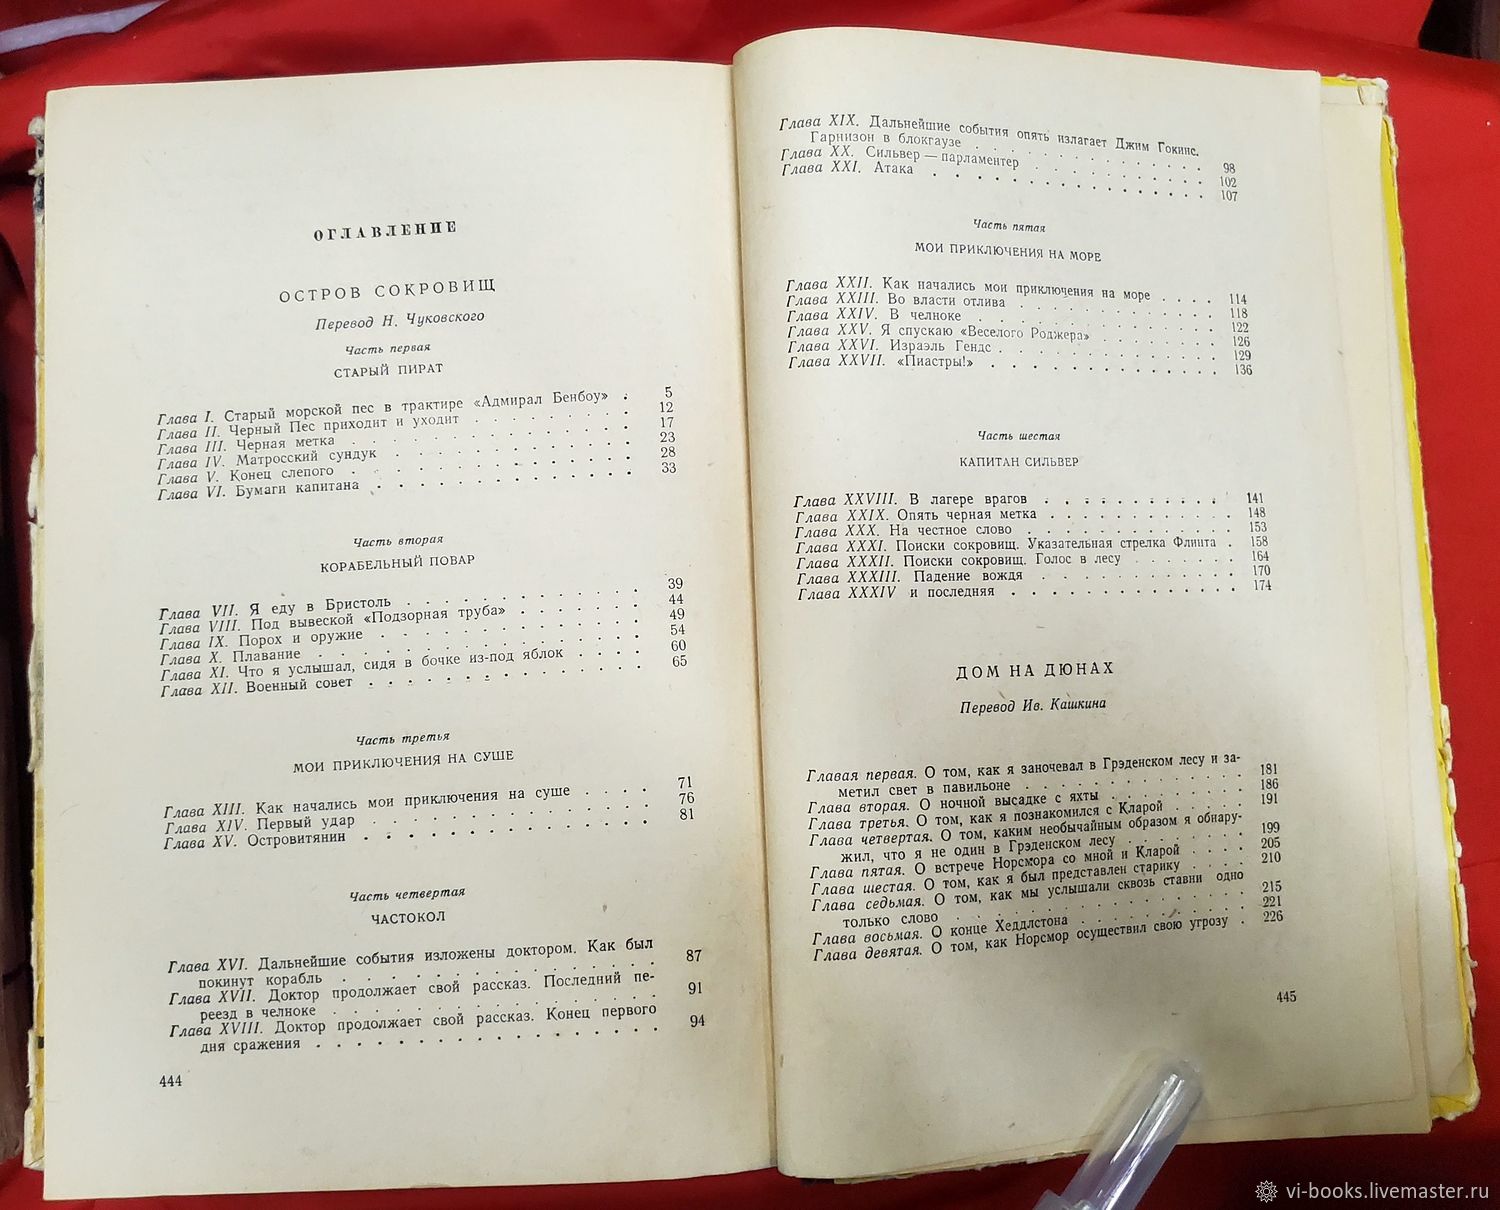 ОГЛАВЛЕНИЕ
ОСТРОВ СОКРОВИЩ
Перевод Н. Чуковского
Часть первая
СТАРЫЙ ПИРАТ
Глава I. Старый морской пес в трактире «Адмирал Бенбоу» . 5
Глава II. Черный Пес приходит и уходит . . . . . . . . 12
Глава III. Черная метка . . . . . . . . . . . . . . 17
Глава IV. Матросский сундук . . . . . . . . . . . . 23
Глава V. Конец слепого . . . . . . . . . . . . . . 28
Глава VI. Бумаги капитана . . . . . . . . . . . . . 33
Часть вторая
КОРАБЕЛЬНЫЙ ПОВАР
Глава VII. Я еду в Бристоль . . . . . . . . . . . . 39
Глава VIII. Под вывеской «Подзорная труба» . . . . . . 44
Глава IX. Порох и оружие . . . . . . . . . . . . . 49
Глава X. Плавание . . . . . . . . . . . . . . . . 54
Глава XI. Что я услышал, сидя в бочке из-под яблок . . . . 60
Глава XII. Военный совет . . . . . . . . . . . . . 65
Часть третья
МОИ ПРИКЛЮЧЕНИЯ НА СУШЕ
Глава XIII. Как начались мои приключения на суше . . . . 71
Глава XIV. Первый удар . . . . . . . . . . . . . . 76
Глава XV. Островитянин . . . . . . . . . . . . . . 81
Часть четвертая
ЧАСТОКОЛ
Глава XVI. Дальнейшие события изложены доктором. Как был
покинут корабль . . . . . . . . . . . . . . . 87
Глава XVII. Доктор продолжает свой рассказ. Последний пе-
реезд в челноке . . . . . . . . . . . . . . . 91
Глава XVIII. Доктор продолжает свой рассказ. Конец первого
дня сражения . . . . . . . . . . . . . . . . 94
444
Глава XIX. Дальнейшие события опять излагает Джим Гокинс.
Гарнизон в блокгаузе . . . . . . . . . . . . . 98
Глава XX. Сильвер — парламентер . . . . . . . . . . 102
Глава XXI. Атака . . . . . . . . . . . . . . . . 107
Часть пятая
МОИ ПРИКЛЮЧЕНИЯ НА МОРЕ
Глава XXII. Как начались мои приключения на море . . . . 114
Глава XXIII. Во власти отлива . . . . . . . . . . . 118
Глава XXIV. В челноке . . . . . . . . . . . . . . 122
Глава XXV. Я спускаю «Веселого Роджера» . . . . . . . 126
Глава XXVI. Израэль Гендс . . . . . . . . . . . . . 129
Глава XXVII. «Пиастры!» . . . . . . . . . . . . . 136
Часть шестая
КАПИТАН СИЛЬВЕР
Глава XXVIII. В лагере врагов . . . . . . . . . . . 141
Глава XXIX. Опять черная метка . . . . . . . . . . . 148
Глава XXX. На честное слово . . . . . . . . . . . . 153
Глава XXXI. Поиски сокровищ. Указательная стрелка Флинта . 158
Глава XXXII. Поиски сокровищ. Голос в лесу . . . . . . 164
Глава XXXIII. Падение вождя . . . . . . . . . . . . 170
Глава XXXIV и последняя . . . . . . . . . . . . . 174
ДОМ НА ДЮНАХ
Перевод Ив. Кашкина
Главая первая. О том, как я заночевал в Грэденском лесу и за-
метил свет в павильоне . . . . . . . . . . . . 181
Глава вторая. О ночной высадке с яхты . . . . . . . . 186
Глава третья. О том, как я познакомился с Кларой . . . . 191
Глава четвертая. О том, каким необычайным образом я обнару-
жил, что я не один в Грэденском лесу . . . . . . . 199
Глава пятая. О встрече Норсмора со мной и Кларой . . . . 205
Глава шестая. О том, как я был представлен старику . . . . 210
Глава седьмая. О том, как мы услышали сквозь ставни одно
только слово . . . . . . . . . . . . . . . . 215
Глава восьмая. О конце Хеддлстона . . . . . . . . . 221
Глава девятая. О том, как Норсмор осуществил свою угрозу . 226
445
vi-books.livemaster.ru